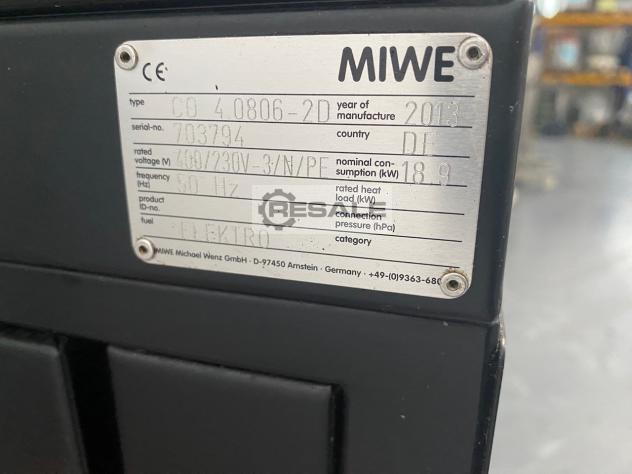 CE MIWE
type CO 4.0806-2D year of manufacture 2013
serial-no. 703794 country DE
rated voltage (V) 400/230V-3/N/PE nominal consumption (kW) 18.9
frequency (Hz) 50 Hz rated heat load (kW)
product ID-no. connection pressure (hPa)
fuel ELEKTRO category
MIWE Michael Wenz GmbH · D-97450 Arnstein · Germany · +49-(0)9363-680
RESALE